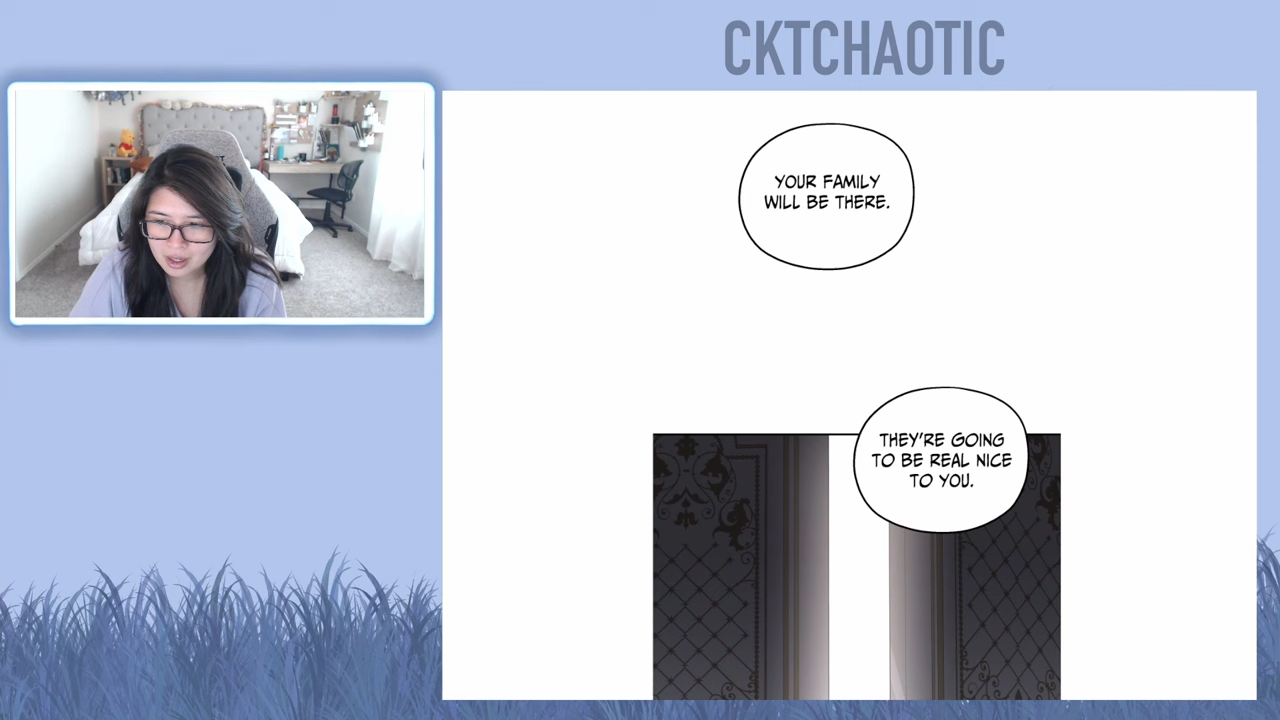 CKTCHAOTIC
YOUR FAMILY
WILL BE THERE.
THEY'RE GOING
TO BE REAL NICE
TO YOU.